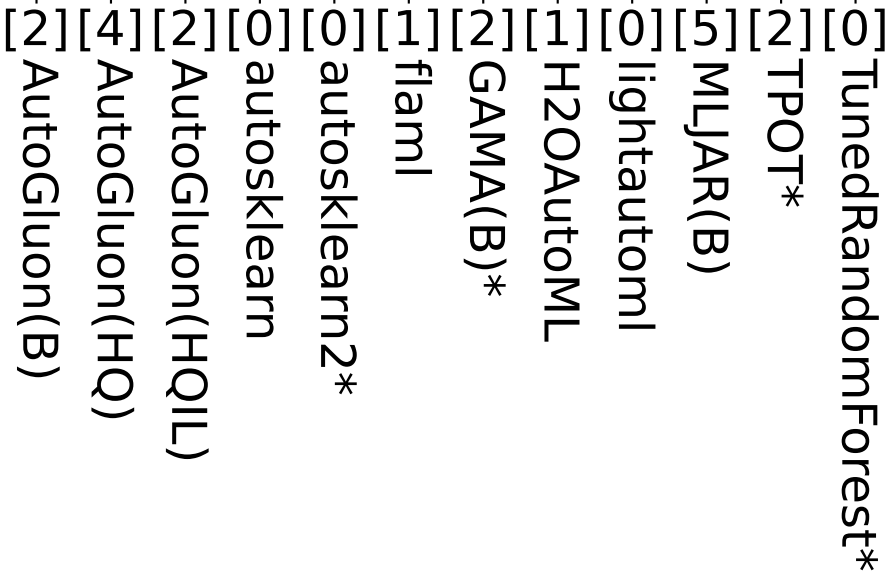 [2] [4] [2] [0] [0] [1] [2] [1] [0] [5] [2] [0]
AutoGluon(B)
AutoGluon(HQ)
AutoGluon(HQIL)
autosklearn
autosklearn2*
flaml
GAMA(B)*
H2OAutoML
lightautoml
MLJAR(B)
TPOT*
TunedRandomForest*